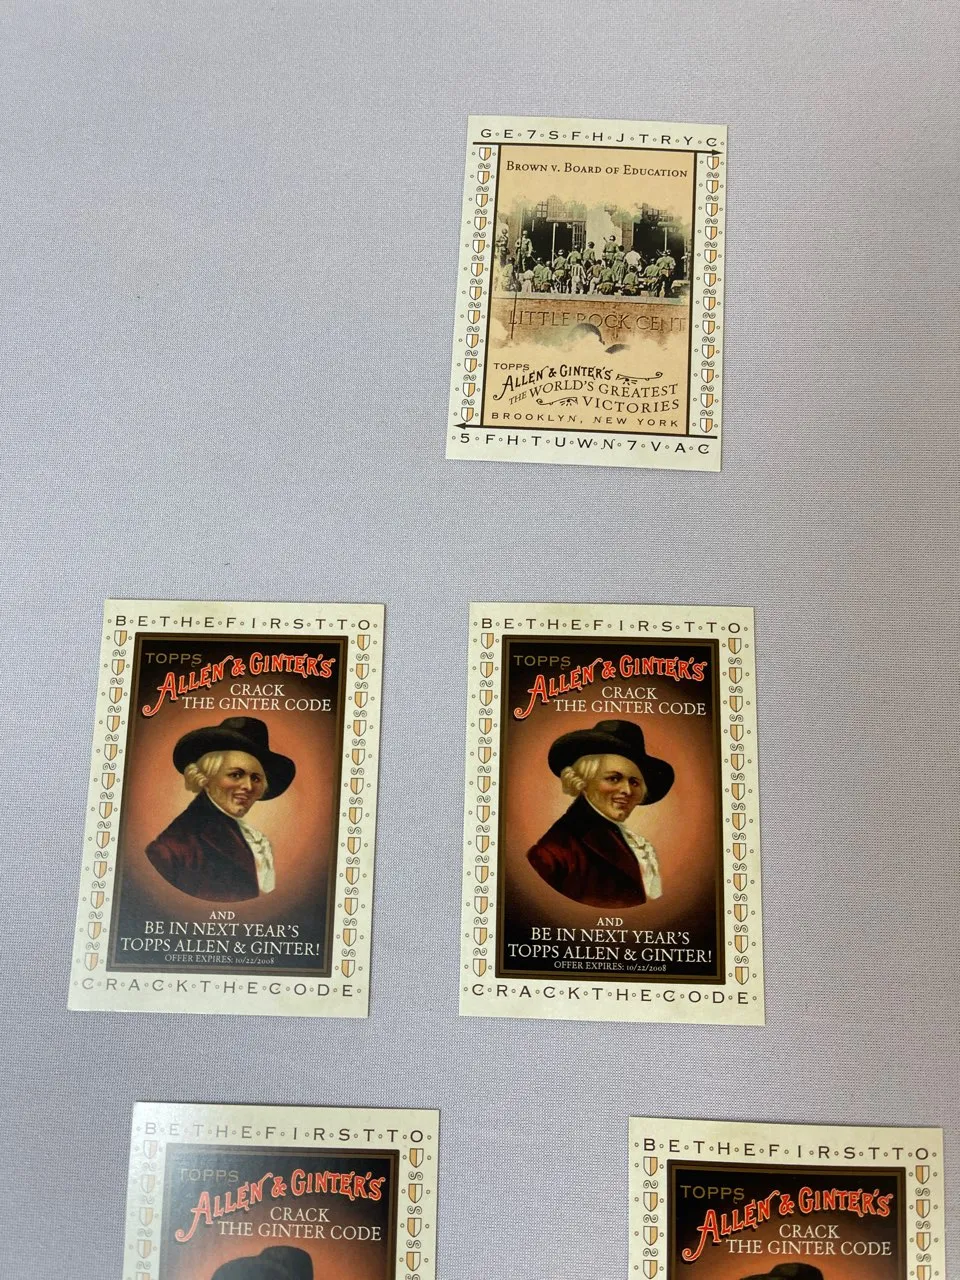 G·E·7·S·F·H·J·T·R·Y·C
BROWN V. BOARD OF EDUCATION
LITTLE ROCK CENT
TOPPS
ALLEN & GINTER'S
THE WORLD'S GREATEST
VICTORIES
BROOKLYN, NEW YORK
5·F·H·T·U·W·N·7·V·A·C
B·E·T·H·E·F·I·R·S·T·T·O
TOPPS
ALLEN & GINTER'S
CRACK
THE GINTER CODE
AND
BE IN NEXT YEAR'S
TOPPS ALLEN & GINTER!
OFFER EXPIRES: 10/22/2008
C·R·A·C·K·T·H·E·C·O·D·E
B·E·T·H·E·F·I·R·S·T·T·O
TOPPS
ALLEN & GINTER'S
CRACK
THE GINTER CODE
AND
BE IN NEXT YEAR'S
TOPPS ALLEN & GINTER!
OFFER EXPIRES: 10/22/2008
C·R·A·C·K·T·H·E·C·O·D·E
B·E·T·H·E·F·I·R·S·T·T·O
TOPPS
ALLEN & GINTER'S
CRACK
THE GINTER CODE
B·E·T·H·E·F·I·R·S·T·T·O
TOPPS
ALLEN & GINTER'S
CRACK
THE GINTER CODE